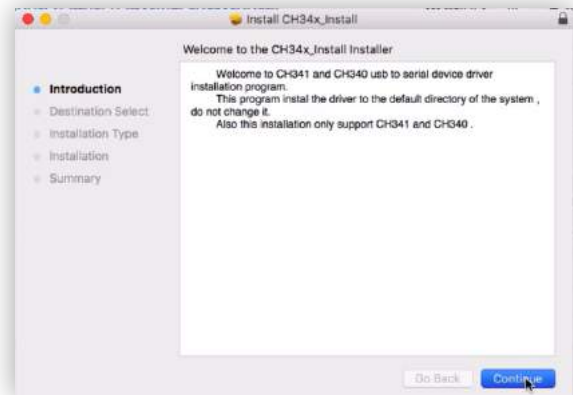 Install CH34x_Install
Welcome to the CH34x_Install Installer
Introduction
Destination Select
Installation Type
Installation
Summary
Welcome to CH341 and CH340 usb to serial device driver
installation program.
This program instal the driver to the default directory of the system ,
do not change it.
Also this installation only support CH341 and CH340 .
Go Back
Continue